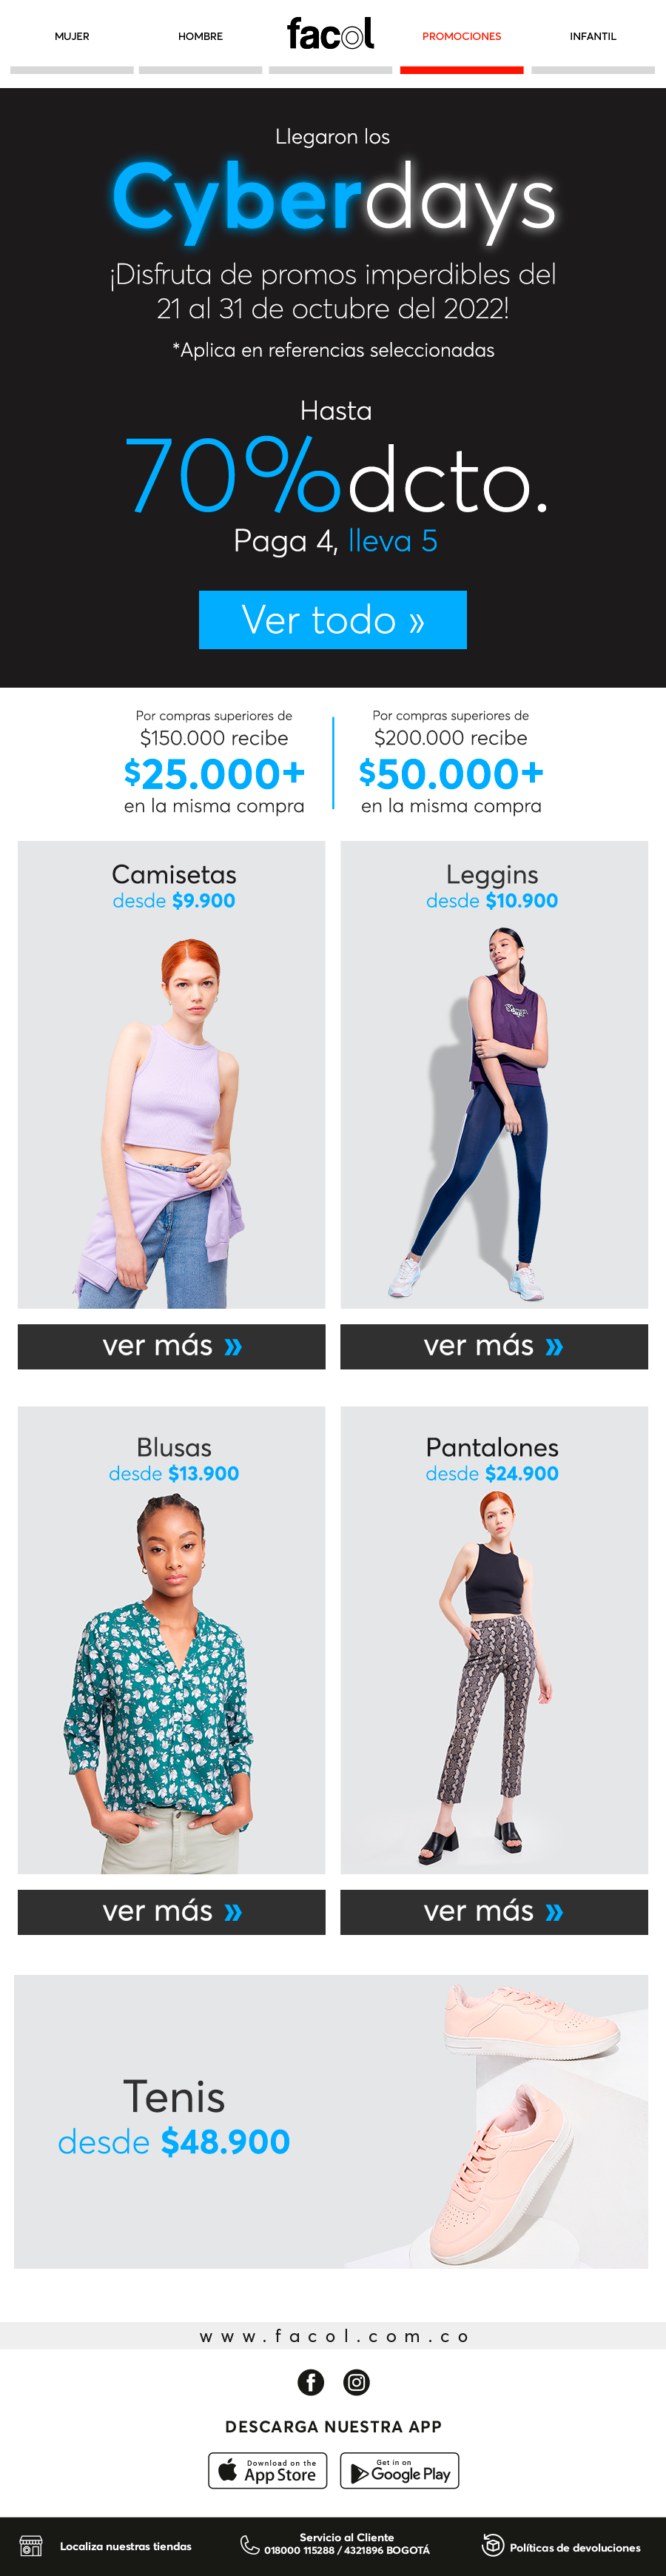 MUJER HOMBRE facol PROMOCIONES INFANTIL
Llegaron los
Cyberdays
¡Disfruta de promos imperdibles del
21 al 31 de octubre del 2022!
*Aplica en referencias seleccionadas
Hasta
70%dcto.
Paga 4, lleva 5
Ver todo »
Por compras superiores de
$150.000 recibe
$25.000+
en la misma compra
Por compras superiores de
$200.000 recibe
$50.000+
en la misma compra
Camisetas
desde $9.900
Leggins
desde $10.900
ver más »
ver más »
Blusas
desde $13.900
Pantalones
desde $24.900
ver más »
ver más »
Tenis
desde $48.900
www.facol.com.co
DESCARGA NUESTRA APP
Download on the
App Store
Get in on
Google Play
Localiza nuestras tiendas
Servicio al Cliente
018000 115288 / 4321896 BOGOTÁ
Políticas de devoluciones